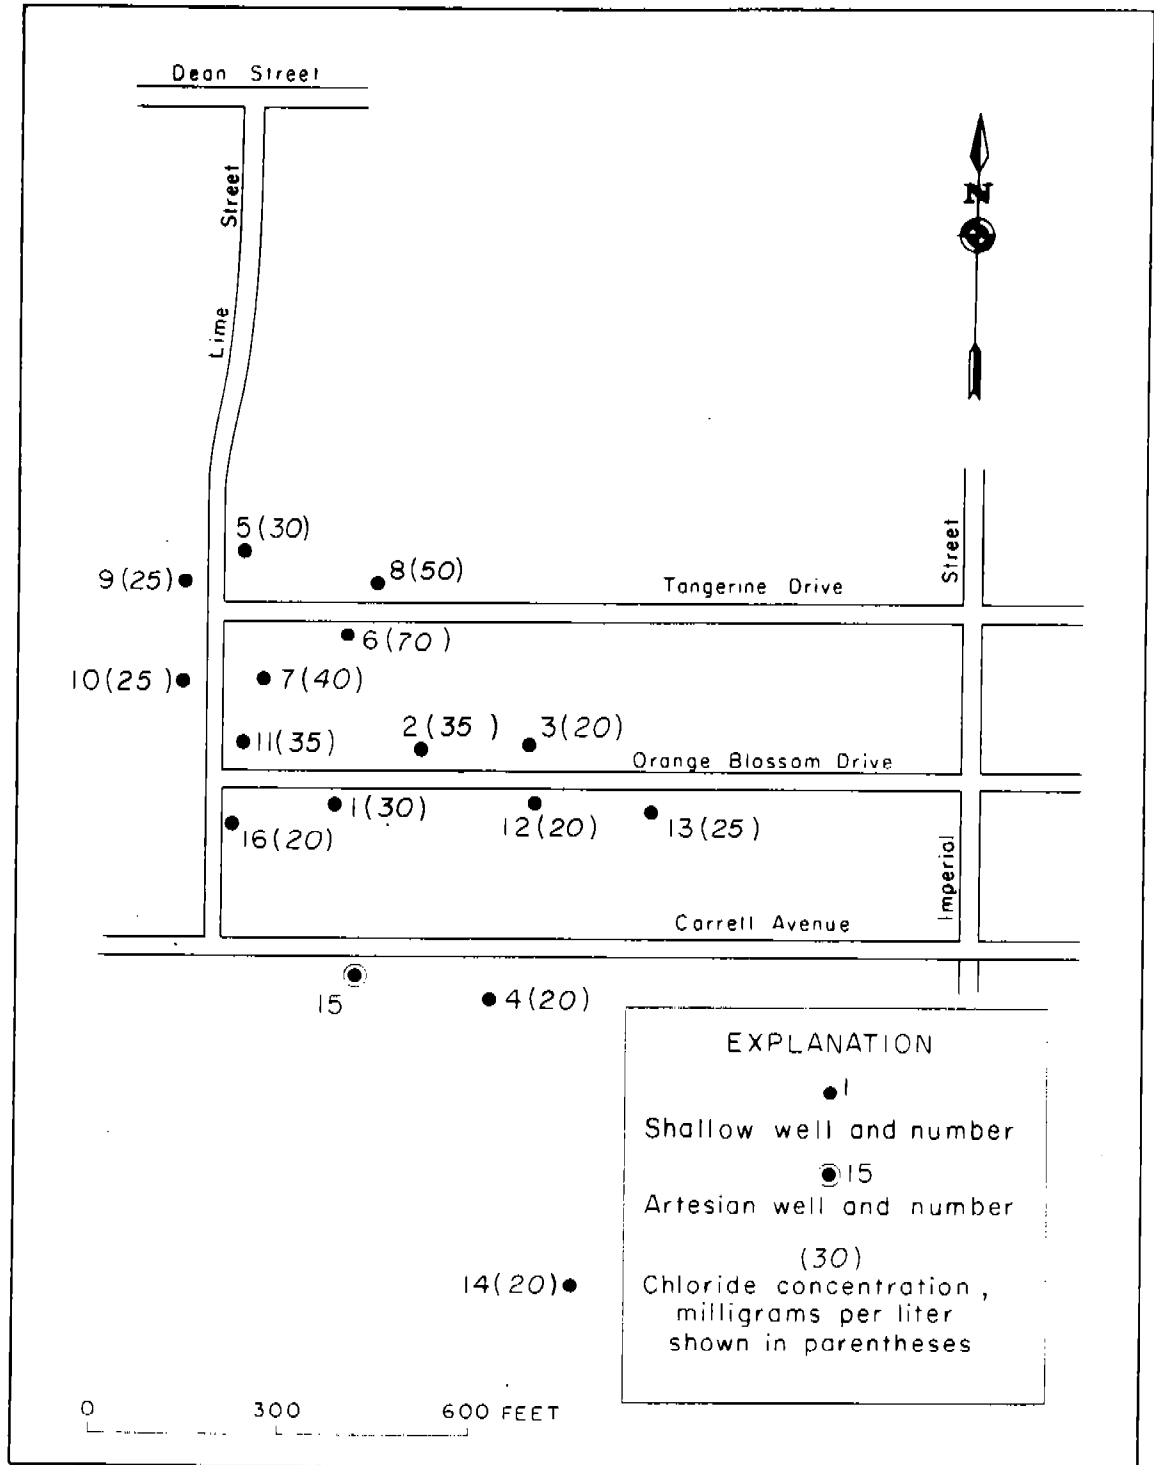 Dean Street
Street
Lime
N
5 (30)
9 (25)
8 (50)
Street
Tangerine Drive
6 (70)
10 (25)
7 (40)
11 (35)
2 (35)
3 (20)
Orange Blossom Drive
1 (30)
16 (20)
12 (20)
13 (25)
Imperial
Carrell Avenue
15
4 (20)
EXPLANATION
1
Shallow well and number
15
Artesian well and number
(30)
Chloride concentration,
milligrams per liter
shown in parentheses
14 (20)
0 300 600 FEET